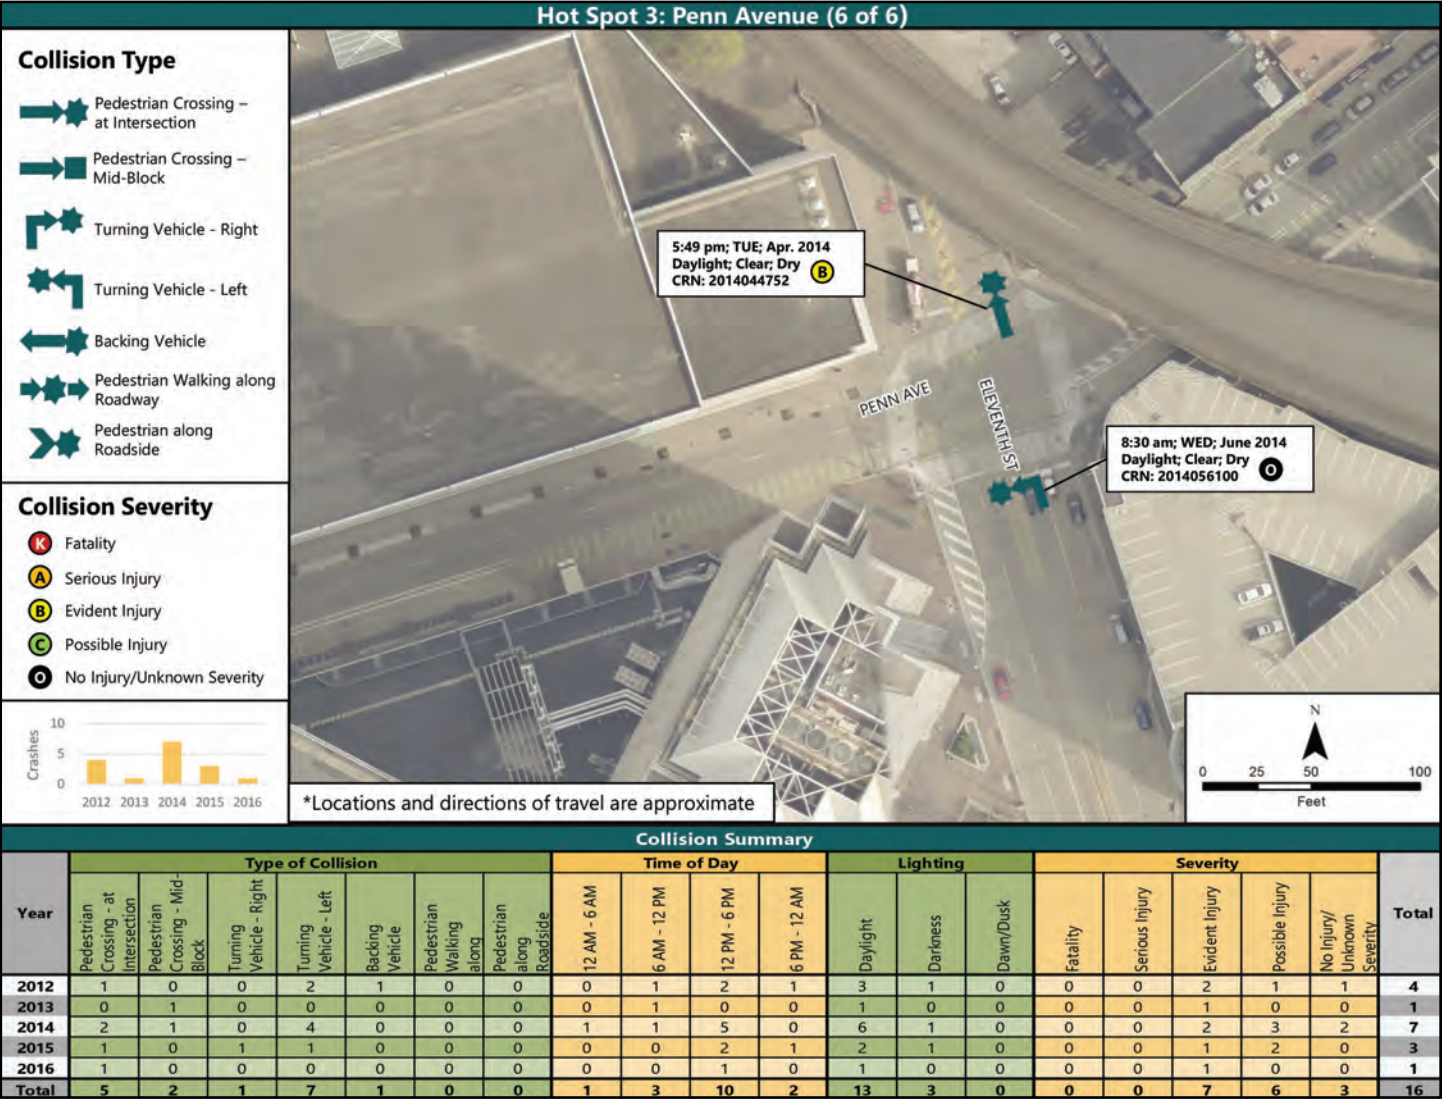 Hot Spot 3: Penn Avenue (6 of 6)
Collision Type
Pedestrian Crossing –
at Intersection
Pedestrian Crossing –
Mid-Block
Turning Vehicle - Right
Turning Vehicle - Left
Backing Vehicle
Pedestrian Walking along
Roadway
Pedestrian along
Roadside
Collision Severity
K Fatality
A Serious Injury
B Evident Injury
C Possible Injury
O No Injury/Unknown Severity
Crashes
10
5
0
2012 2013 2014 2015 2016
5:49 pm; TUE; Apr. 2014
Daylight; Clear; Dry B
CRN: 2014044752
PENN AVE
ELEVENTH ST
8:30 am; WED; June 2014
Daylight; Clear; Dry O
CRN: 2014056100
N
0 25 50 100
Feet
*Locations and directions of travel are approximate
Collision Summary
Year Type of Collision Time of Day Lighting Severity Total
Pedestrian
Crossing - at
Intersection
Pedestrian
Crossing - Mid-
Block
Turning
Vehicle - Right
Turning
Vehicle - Left
Backing
Vehicle
Pedestrian
Walking
along
Pedestrian
along
Roadside
12 AM - 6 AM
6 AM - 12 PM
12 PM - 6 PM
6 PM - 12 AM
Daylight
Darkness
Dawn/Dusk
Fatality
Serious Injury
Evident Injury
Possible Injury
No Injury/
Unknown
Severity
2012 1 0 0 2 1 0 0 0 1 2 1 3 1 0 0 0 2 1 1 4
2013 0 1 0 0 0 0 0 0 1 0 0 1 0 0 0 0 1 0 0 1
2014 2 1 0 4 0 0 0 1 1 5 0 6 1 0 0 0 2 3 2 7
2015 1 0 1 1 0 0 0 0 0 2 1 2 1 0 0 0 1 2 0 3
2016 1 0 0 0 0 0 0 0 0 1 0 1 0 0 0 0 1 0 0 1
Total 5 2 1 7 1 0 0 1 3 10 2 13 3 0 0 0 7 6 3 16